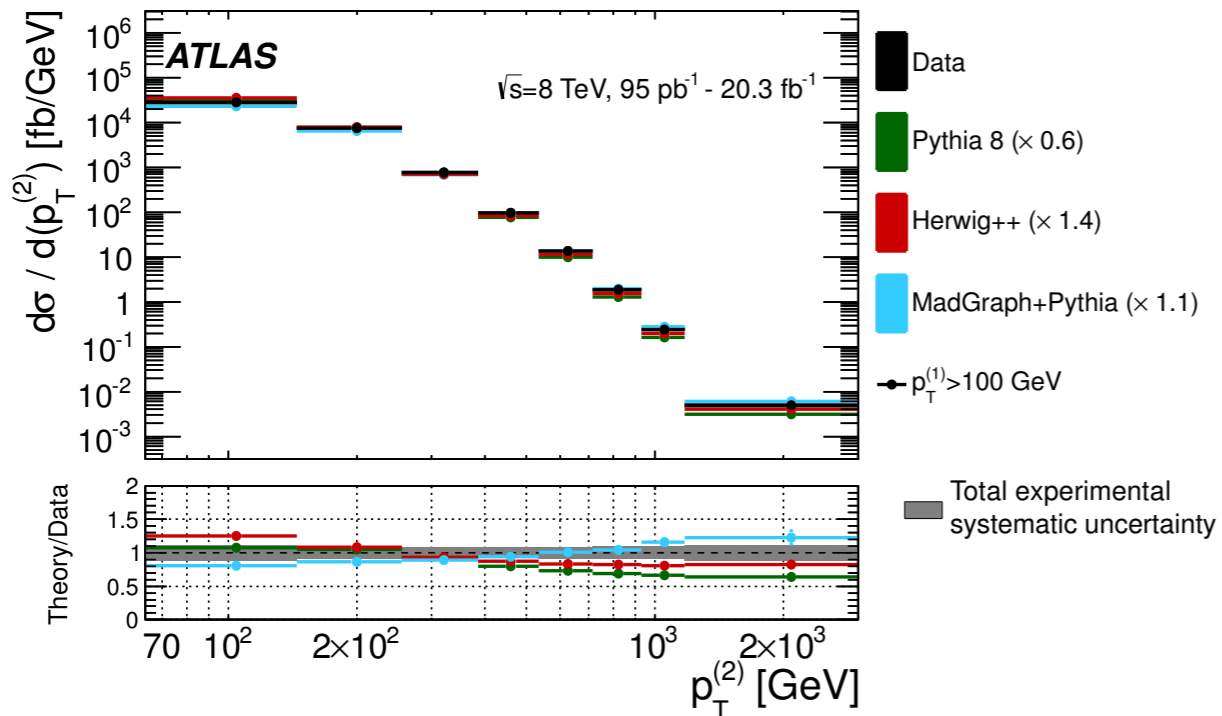 ATLAS
√s=8 TeV, 95 pb⁻¹ - 20.3 fb⁻¹
dσ / d(p_T^(2)) [fb/GeV]
10⁶
10⁵
10⁴
10³
10²
10
1
10⁻¹
10⁻²
10⁻³
Data
Pythia 8 (× 0.6)
Herwig++ (× 1.4)
MadGraph+Pythia (× 1.1)
p_T^(1)>100 GeV
Total experimental
systematic uncertainty
Theory/Data
2
1.5
1
0.5
0
70 10² 2×10² 10³ 2×10³
p_T^(2) [GeV]